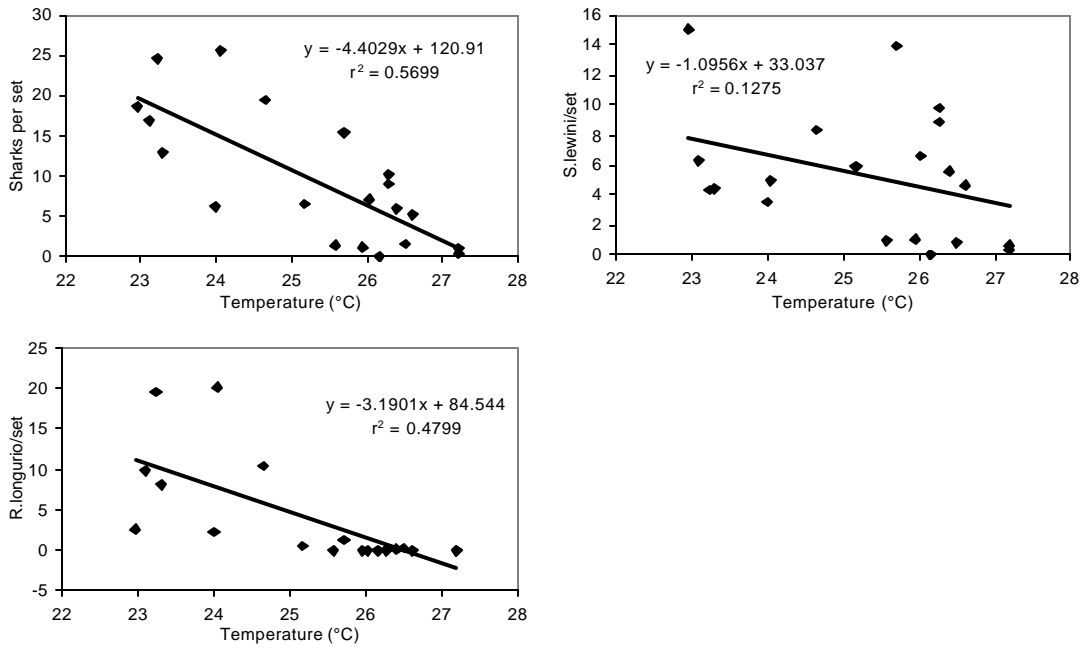 30
25
20
15
10
5
0
Sharks per set
y = -4.4029x + 120.91
r² = 0.5699
22 23 24 25 26 27 28
Temperature (°C)
16
14
12
10
8
6
4
2
0
S.lewini/set
y = -1.0956x + 33.037
r² = 0.1275
22 23 24 25 26 27 28
Temperature (°C)
25
20
15
10
5
0
-5
R.longurio/set
y = -3.1901x + 84.544
r² = 0.4799
22 23 24 25 26 27 28
Temperature (°C)